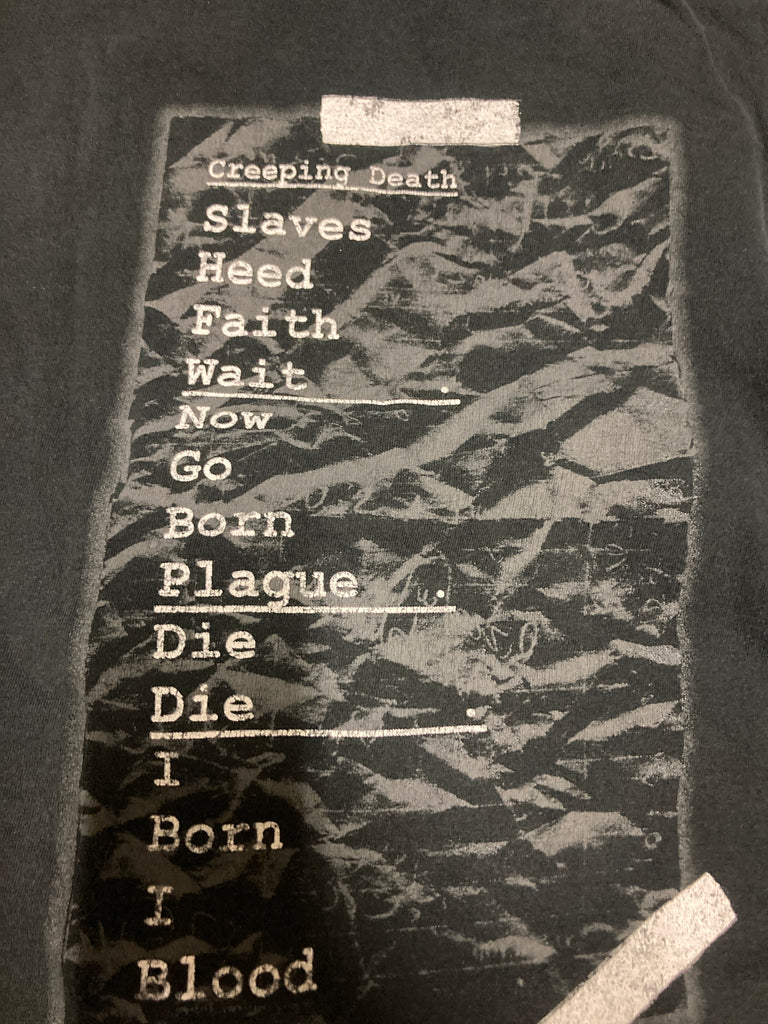 Creeping Death
Slaves
Heed
Faith
Wait .
Now
Go
Born
Plague .
Die
Die .
I
Born
I
Blood